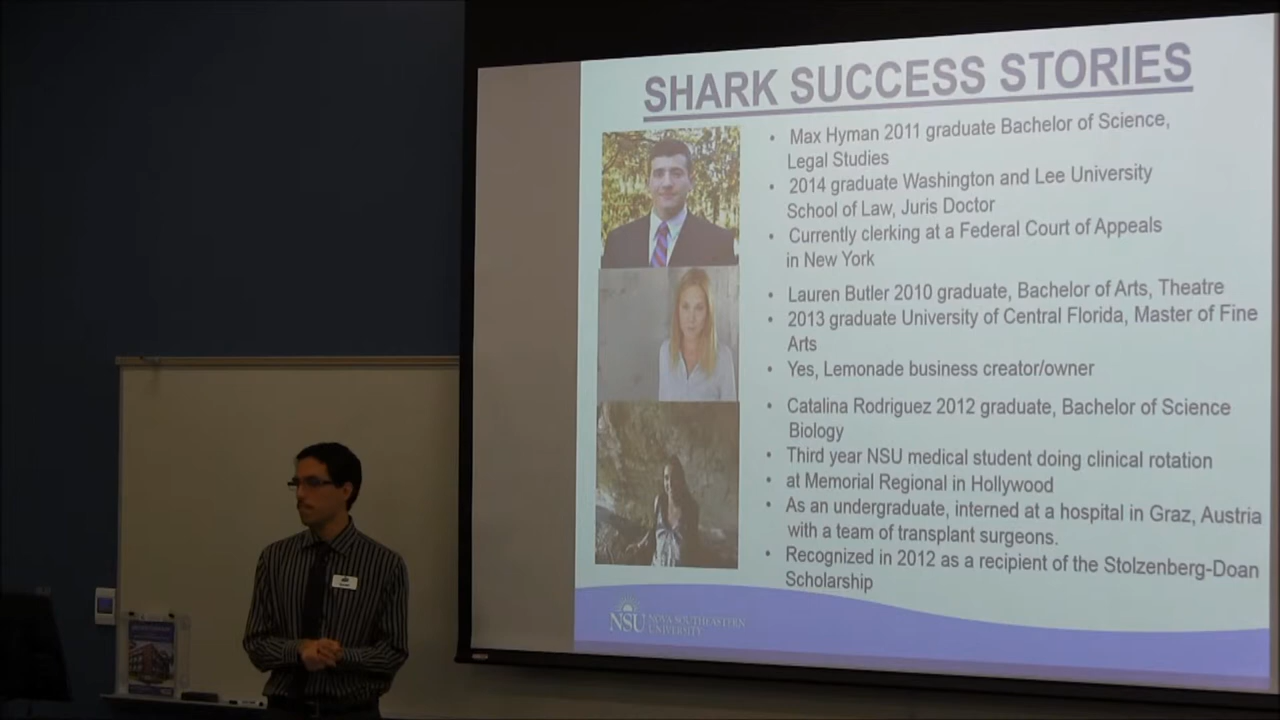 SHARK SUCCESS STORIES
• Max Hyman 2011 graduate Bachelor of Science,
Legal Studies
• 2014 graduate Washington and Lee University
School of Law, Juris Doctor
• Currently clerking at a Federal Court of Appeals
in New York
• Lauren Butler 2010 graduate, Bachelor of Arts, Theatre
• 2013 graduate University of Central Florida, Master of Fine
Arts
• Yes, Lemonade business creator/owner
• Catalina Rodriguez 2012 graduate, Bachelor of Science
Biology
• Third year NSU medical student doing clinical rotation
• at Memorial Regional in Hollywood
• As an undergraduate, interned at a hospital in Graz, Austria
with a team of transplant surgeons.
• Recognized in 2012 as a recipient of the Stolzenberg-Doan
Scholarship
NSU NOVA SOUTHEASTERN
UNIVERSITY